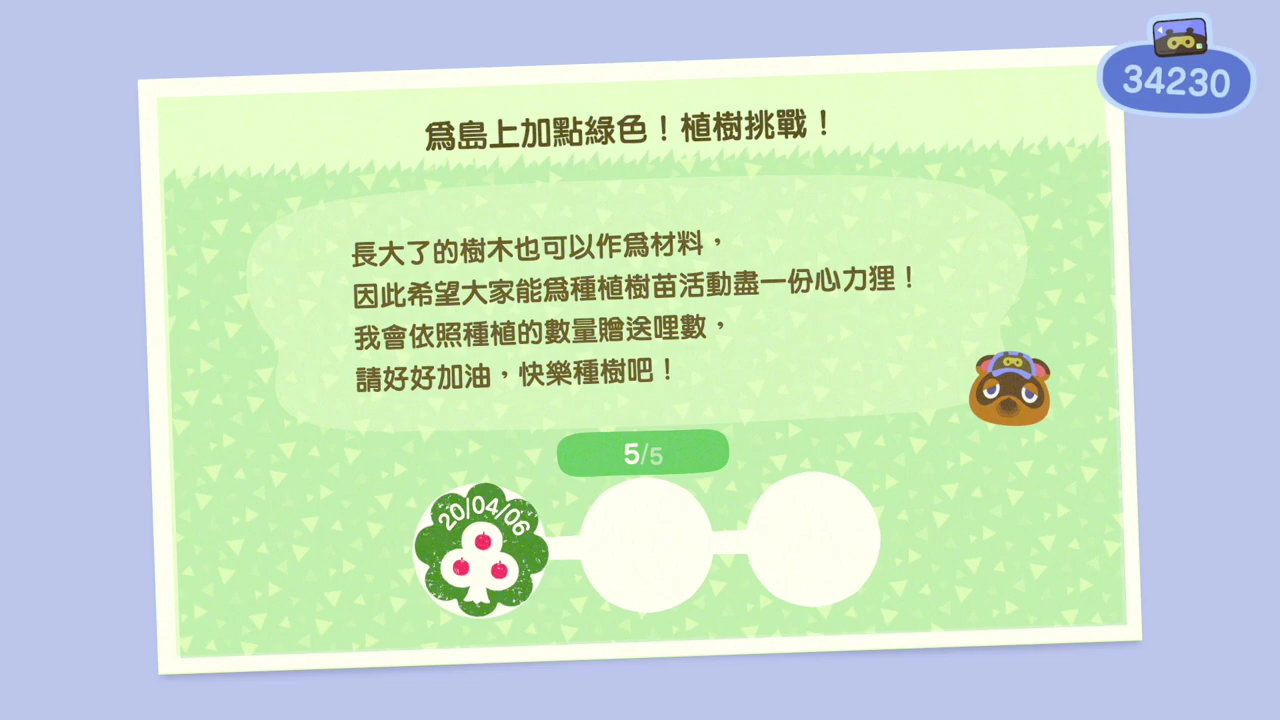 34230
爲島上加點綠色！植樹挑戰！
長大了的樹木也可以作爲材料，
因此希望大家能爲種植樹苗活動盡一份心力狸！
我會依照種植的數量贈送哩數，
請好好加油，快樂種樹吧！
5/5
20/04/06